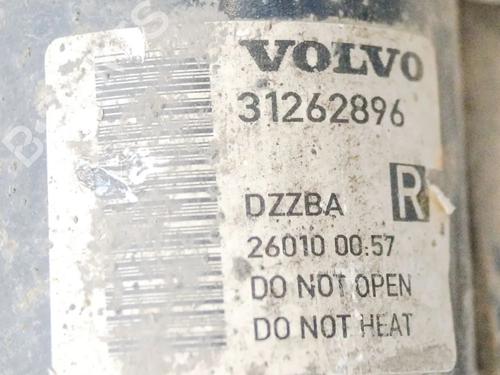 VOLVO
31262896
DZZBA R
26010 00:57
DO NOT OPEN
DO NOT HEAT